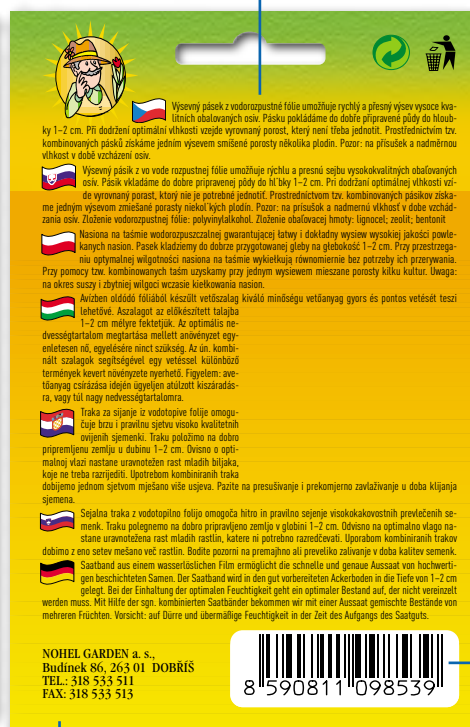 Výsevný pásek z vodorozpustné fólie umožňuje rychlý a přesný výsev vysoce kva-
litních obalovaných osiv. Pásku pokládáme do dobře připravené půdy do hloub-
ky 1–2 cm. Při dodržení optimální vlhkosti vzejde vyrovnaný porost, který není třeba jednotit. Prostřednictvím tzv.
kombinovaných pásků získáme jedním výsevem smíšené porosty několika plodin. Pozor: na přísušek a nadměrnou
vlhkost v době vzcházení osiv.
Výsevný pásik z vo vode rozpustnej fólie umožňuje rýchlu a presnú sejbu vysokokvalitných obaľovaných
osív. Pásik vkladáme do dobre pripravenej pôdy do hl'bky 1–2 cm. Pri dodržaní optimálnej vlhkosti vzí-
de vyrovnaný porast, ktorý nie je potrebné jednotiť. Prostredníctvom tzv. kombinovaných pásikov získa-
me jedným výsevom zmiešané porasty niekoľkých plodín. Pozor: na prísušok a nadmernú vlhkosť v dobe vzchád-
zania osív. Zloženie vodorozpustnej fólie: polyvinylalkohol. Zloženie obaľovacej hmoty: lignocel; zeolit; bentonit
Nasiona na taśmie wodorozpuszczalnej gwarantującej łatwy i dokładny wysiew wysokiej jakości powle-
kanych nasion. Pasek kladziemy do dobrze przygotowanej gleby na głebokość 1–2 cm. Przy przestrzega-
niu optymalnej wilgotności nasiona na taśmie wykiełkują równomiernie bez potrzeby ich przerywania.
Przy pomocy tzw. kombinowanych taśm uzyskamy przy jednym wysiewem mieszane porosty kilku kultur. Uwaga:
na okres suszy i zbytniej wilgoci wczasie kiełkowania nasion.
Avízben oldódó fóliából készült vetőszalag kiváló minőségu vetőanyag gyors és pontos vetését teszi
lehetővé. Aszalagot az előkészített talajba
1–2 cm mélyre fektetjük. Az optimális ne-
dvességtartalom megtartása mellett anövényzet egy-
enletesen nő, egyelésére ninct szükség. Az ún. kombi-
nált szalagok segítségével egy vetéssel különböző
termények kevert növényzete nyerhető. Figyelem: ave-
tőanyag csírázása idején ügyeljen atúlzott kiszáradás-
ra, vagy túl nagy nedvességtartalomra.
Traka za sijanje iz vodotopive folije omogu-
čuje brzu i pravilnu sjetvu visoko kvalitetnih
ovijenih sjemenki. Traku položimo na dobro
pripremljenu zemlju u dubinu 1–2 cm. Ovisno o opti-
malnoj vlazi nastane uravnotežen rast mladih biljaka,
koje ne treba razrijediti. Upotrebom kombiniranih traka
dobijemo jednom sjetvom mješano više usjeva. Pazite na presušivanje i prekomjerno zavlaživanje u doba klijanja
sjemena.
Sejalna traka z vodotopilno folijo omogoča hitro in pravilno sejenje visokokakovostnih prevlečenih se-
menk. Traku polegnemo na dobro pripravljeno zemljo v globini 1–2 cm. Odvisno na optimalno vlago na-
stane uravnotežena rast mladih rastlin, katere ni potrebno razredčevati. Uporabom kombiniranih trakov
dobimo z eno setev mešano več rastlin. Bodite pozorni na premajhno ali preveliko zalivanje v doba kalitev semenk.
Saatband aus einem wasserlöslichen Film ermöglicht die schnelle und genaue Aussaat von hochwerti-
gen beschichteten Samen. Der Saatband wird in den gut vorbereiteten Ackerboden in die Tiefe von 1–2 cm
gelegt. Bei der Einhaltung der optimalen Feuchtigkeit geht ein optimaler Bestand auf, der nicht vereinzelt
werden muss. Mit Hilfe der sgn. kombinierten Saatbänder bekommen wir mit einer Aussaat gemischte Bestände von
mehreren Früchten. Vorsicht: auf Dürre und übermäßige Feuchtigkeit in der Zeit des Aufgangs des Saatguts.
NOHEL GARDEN a. s.,
Budínek 86, 263 01 DOBŘÍŠ
TEL.: 318 533 511
FAX: 318 533 513
8 590811 098539